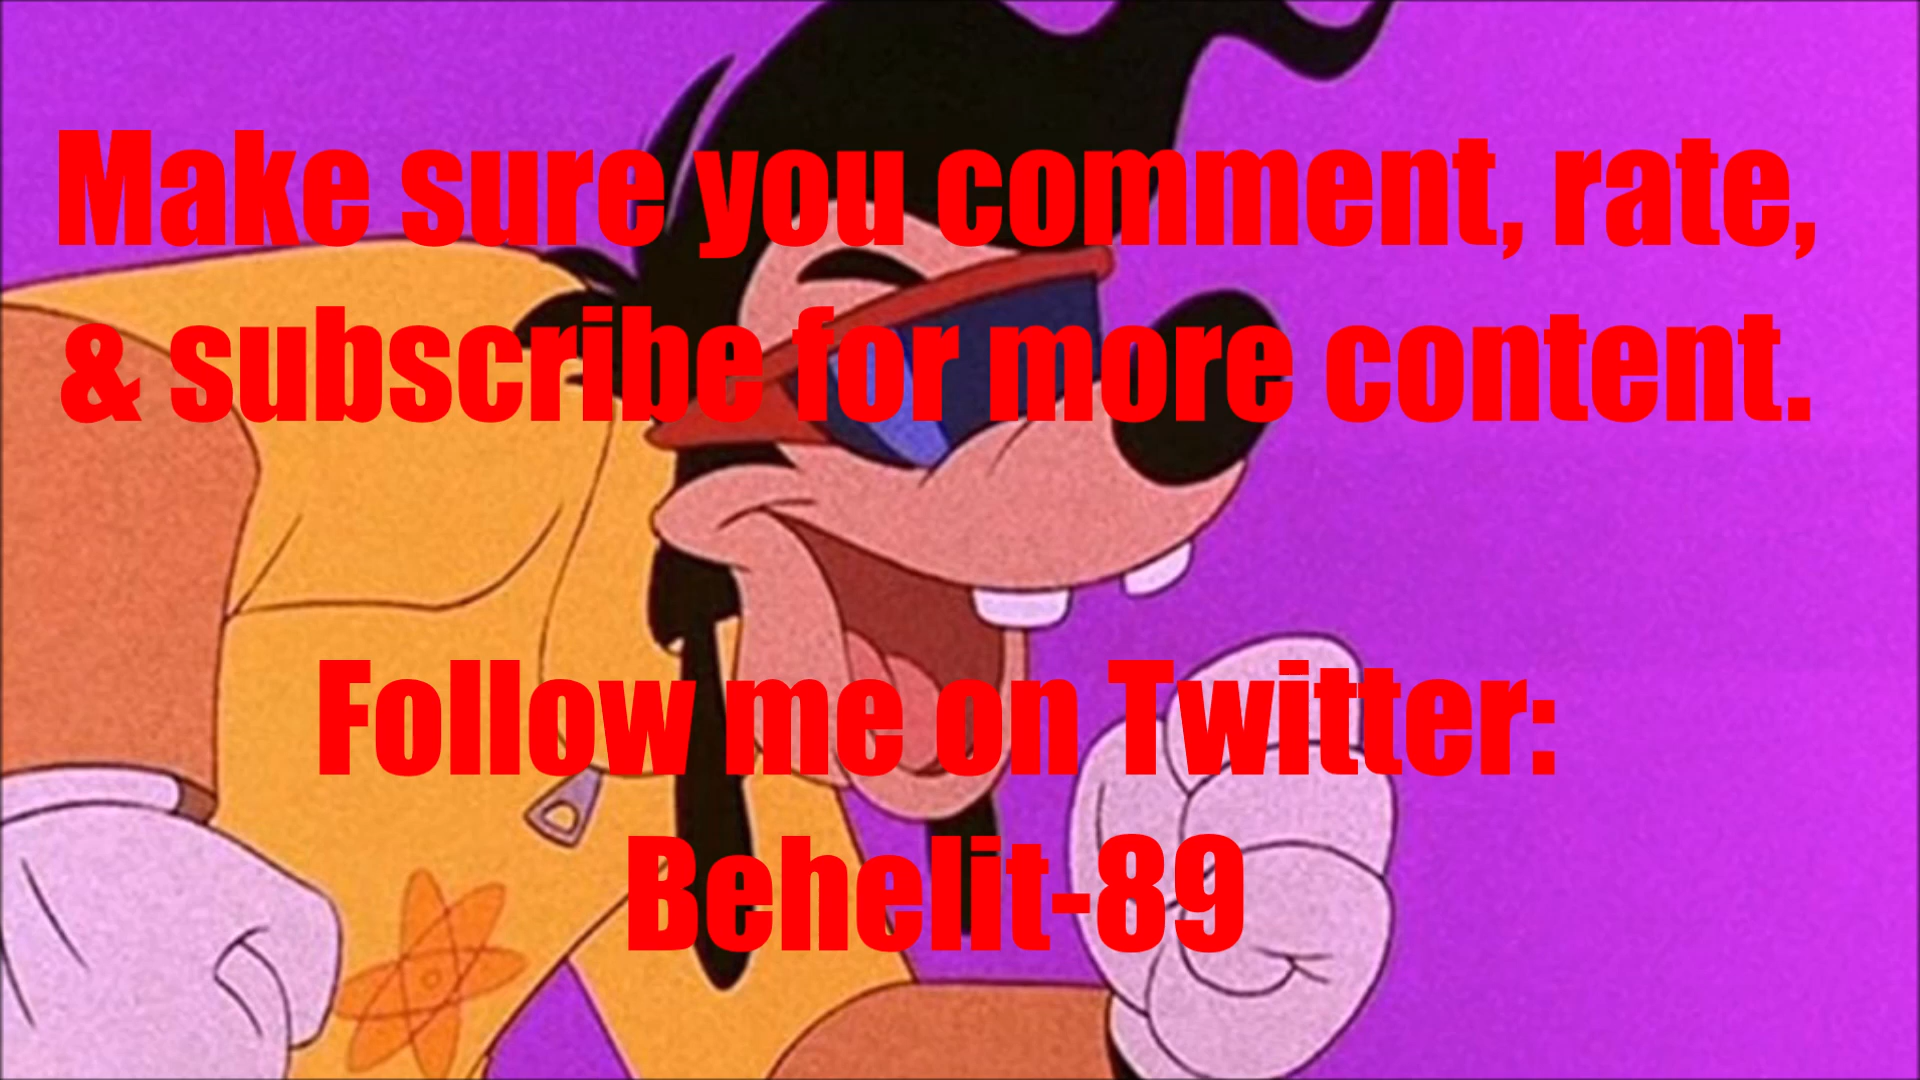 Make sure you comment, rate,
& subscribe for more content.
Follow me on Twitter:
Behelit-89